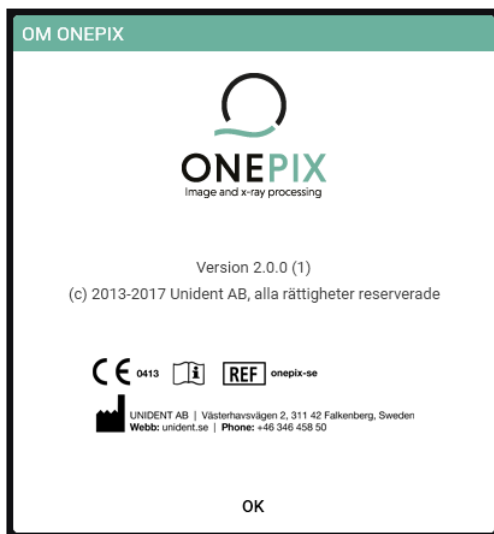 OM ONEPIX
ONEPIX
Image and x-ray processing
Version 2.0.0 (1)
(c) 2013-2017 Unident AB, alla rättigheter reserverade
CE 0413 i REF onepix-se
UNIDENT AB | Västerhavsvägen 2, 311 42 Falkenberg, Sweden
Webb: unident.se | Phone: +46 346 458 50
OK